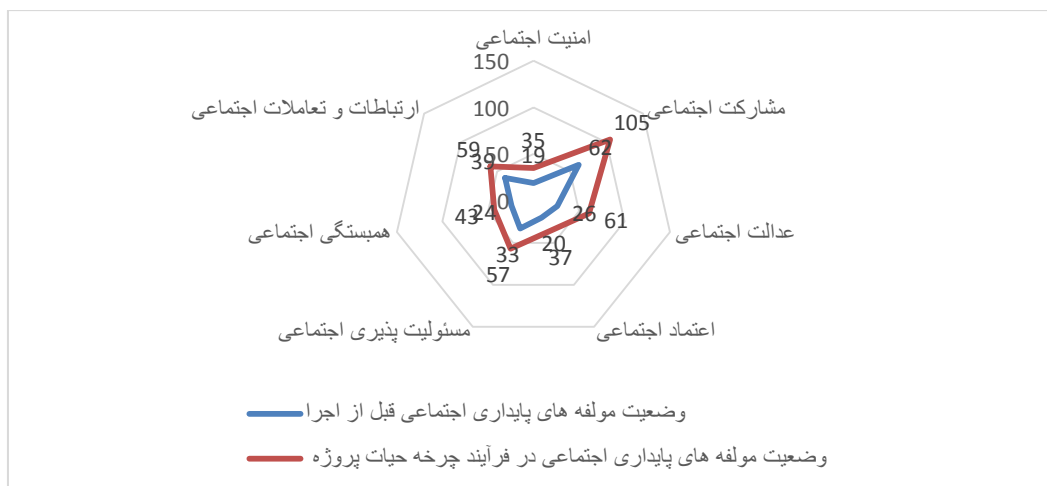 امنیت اجتماعی
150
مشارکت اجتماعی
ارتباطات و تعاملات اجتماعی
100
105
35
59
50
19
62
39
0
همبستگی اجتماعی
43
24
26
61
عدالت اجتماعی
20
33
37
57
مسئولیت پذیری اجتماعی
اعتماد اجتماعی
وضعیت مولفه های پایداری اجتماعی قبل از اجرا
وضعیت مولفه های پایداری اجتماعی در فرآیند چرخه حیات پروژه